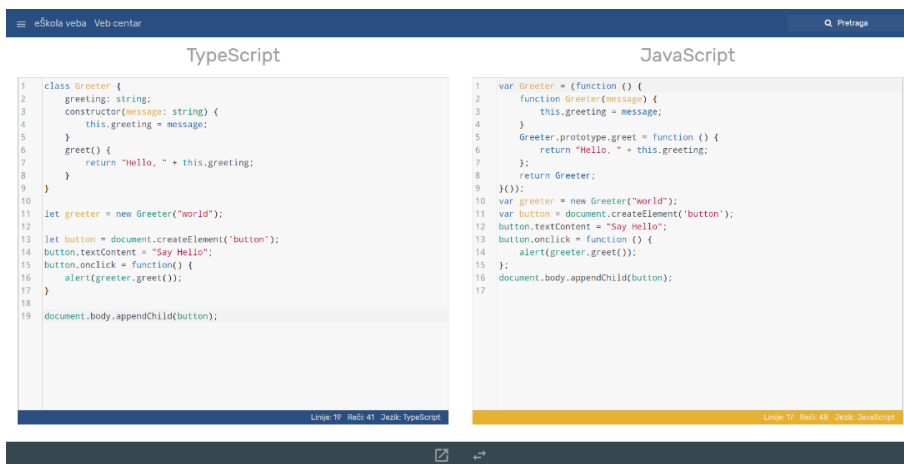 eŠkola veba Veb centar
Pretraga
TypeScript
1 class Greeter {
2 greeting: string;
3 constructor(message: string) {
4 this.greeting = message;
5 }
6 greet() {
7 return "Hello, " + this.greeting;
8 }
9 }
10
11 let greeter = new Greeter("world");
12
13 let button = document.createElement('button');
14 button.textContent = "Say Hello";
15 button.onclick = function() {
16 alert(greeter.greet());
17 }
18
19 document.body.appendChild(button);
Linije: 19 Reči: 41 Jezik: TypeScript
JavaScript
1 var Greeter = (function () {
2 function Greeter(message) {
3 this.greeting = message;
4 }
5 Greeter.prototype.greet = function () {
6 return "Hello, " + this.greeting;
7 };
8 return Greeter;
9 }());
10 var greeter = new Greeter("world");
11 var button = document.createElement('button');
12 button.textContent = "Say Hello";
13 button.onclick = function () {
14 alert(greeter.greet());
15 };
16 document.body.appendChild(button);
17
Linije: 17 Reči: 48 Jezik: JavaScript